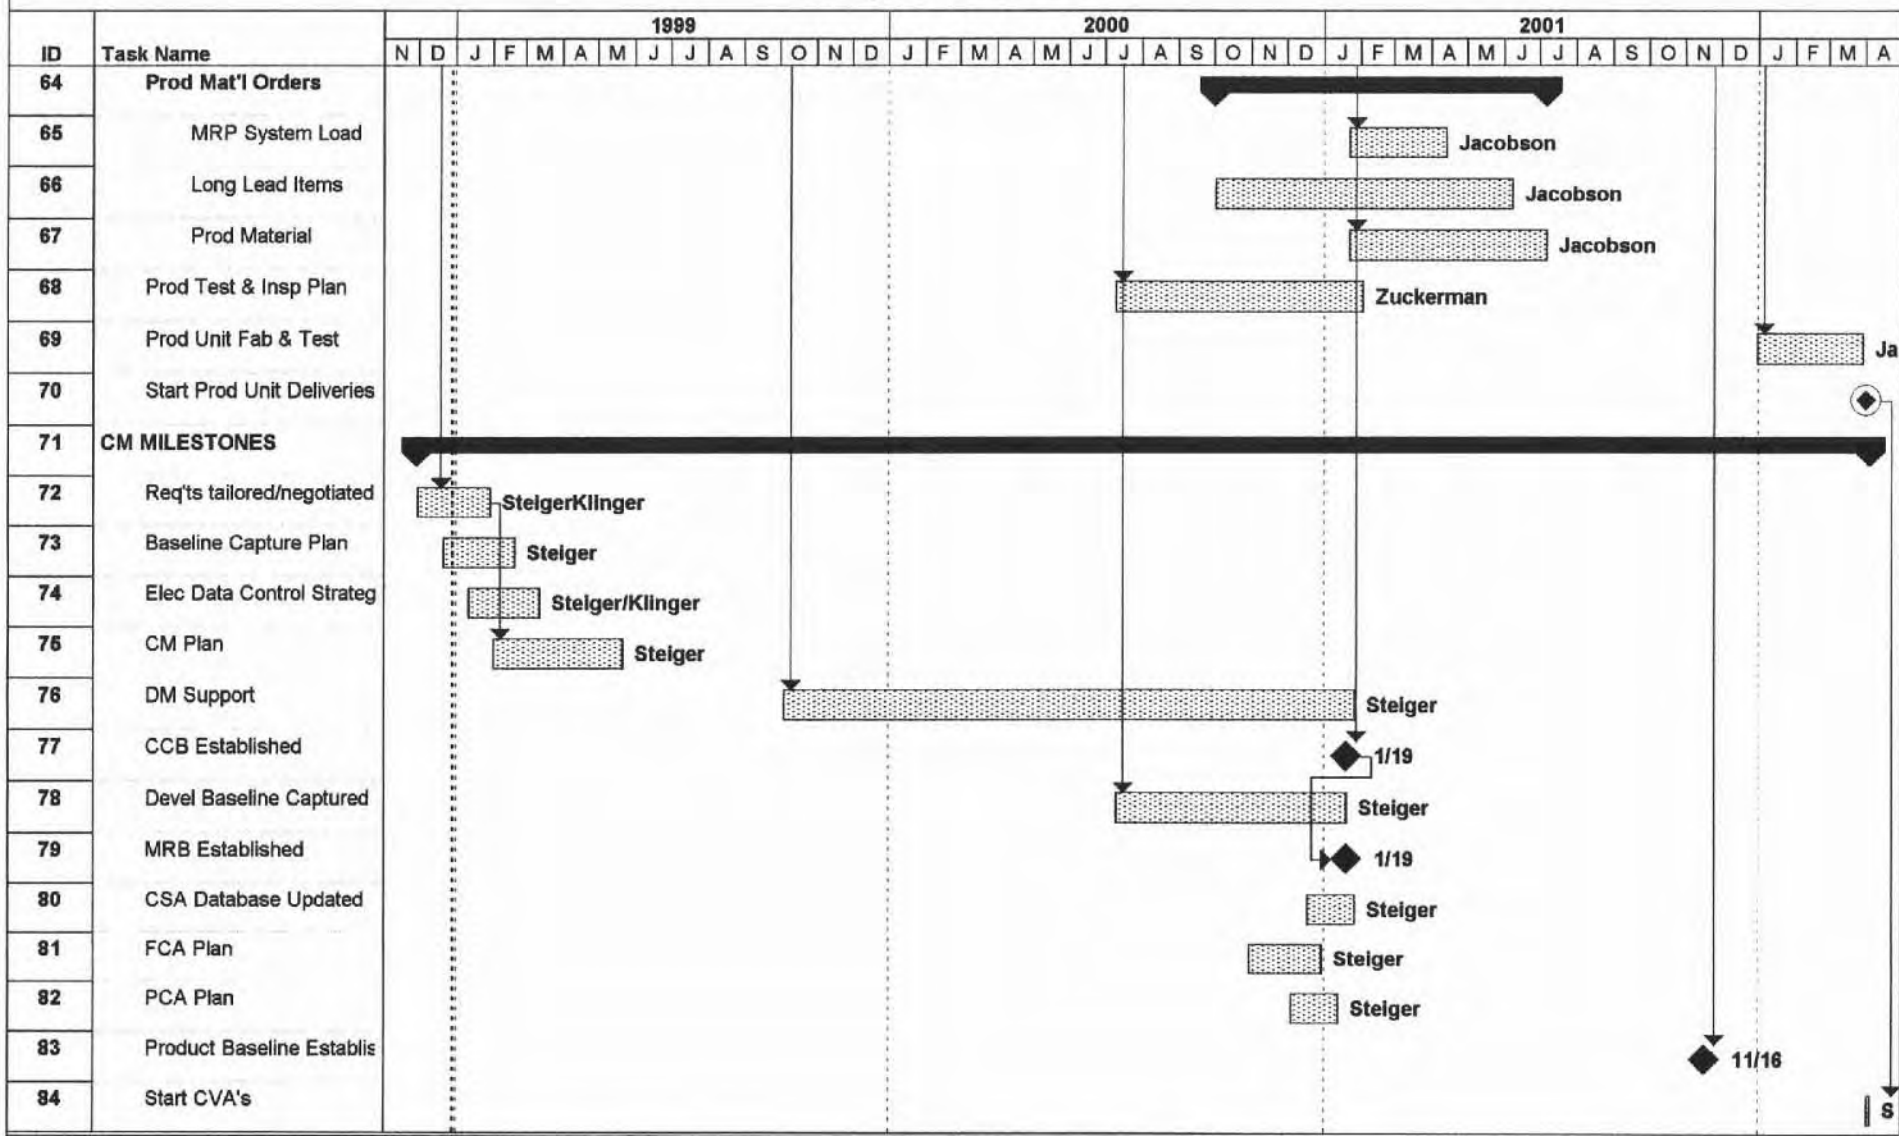 1999 2000 2001
ID Task Name N D J F M A M J J A S O N D J F M A M J J A S O N D J F M A M J J A S O N D J F M A
64 Prod Mat'l Orders
65 MRP System Load Jacobson
66 Long Lead Items Jacobson
67 Prod Material Jacobson
68 Prod Test & Insp Plan Zuckerman
69 Prod Unit Fab & Test Ja
70 Start Prod Unit Deliveries
71 CM MILESTONES
72 Req'ts tailored/negotiated SteigerKlinger
73 Baseline Capture Plan Steiger
74 Elec Data Control Strateg Steiger/Klinger
75 CM Plan Steiger
76 DM Support Steiger
77 CCB Established 1/19
78 Devel Baseline Captured Steiger
79 MRB Established 1/19
80 CSA Database Updated Steiger
81 FCA Plan Steiger
82 PCA Plan Steiger
83 Product Baseline Establis 11/16
84 Start CVA's S